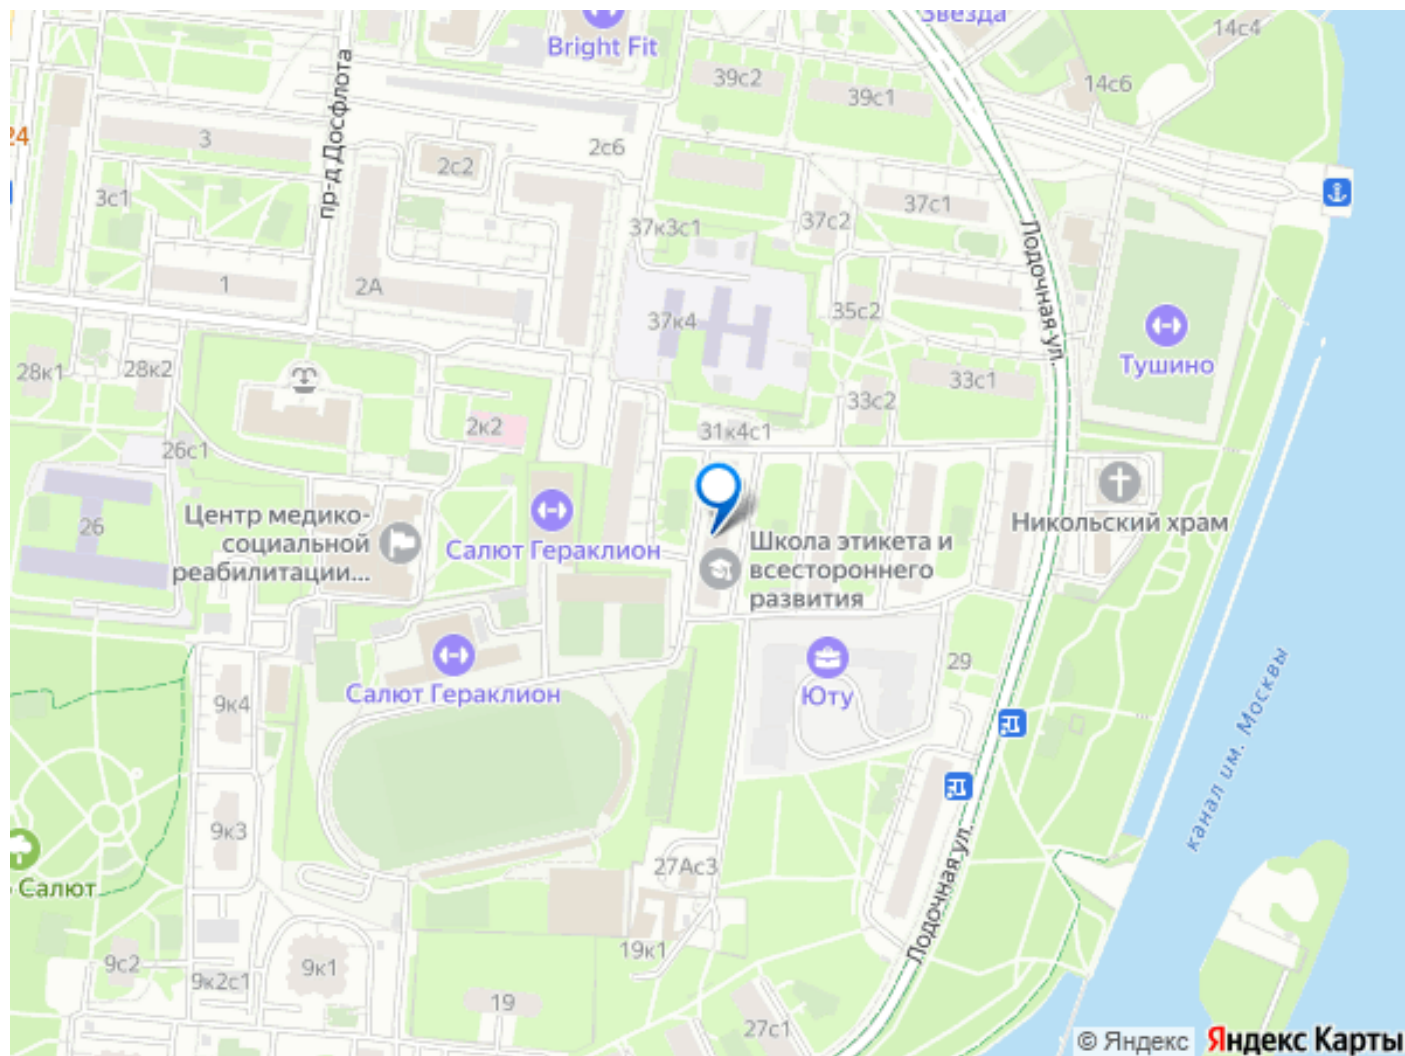 Звезда
14с4
Bright Fit
39с2
14с6
39с1
24
3
пр-д Досфлота
2с6
2с2
3с1
37с1
37с2
37к3с1
Лодочная ул.
1
2А
35с2
37к4
Тушино
28к1
28к2
33с1
33с2
2к2
31к4с1
26с1
Центр медико-
социальной
реабилитации...
26
Салют Гераклион
Никольский храм
Школа этикета и
всестороннего
развития
29
Юту
Салют Гераклион
9к4
канал им. Москвы
9к3
27Ас3
Салют
Лодочная ул.
19к1
9с2
9к1
9к2с1
19
27с1
© Яндекс
Яндекс Карты